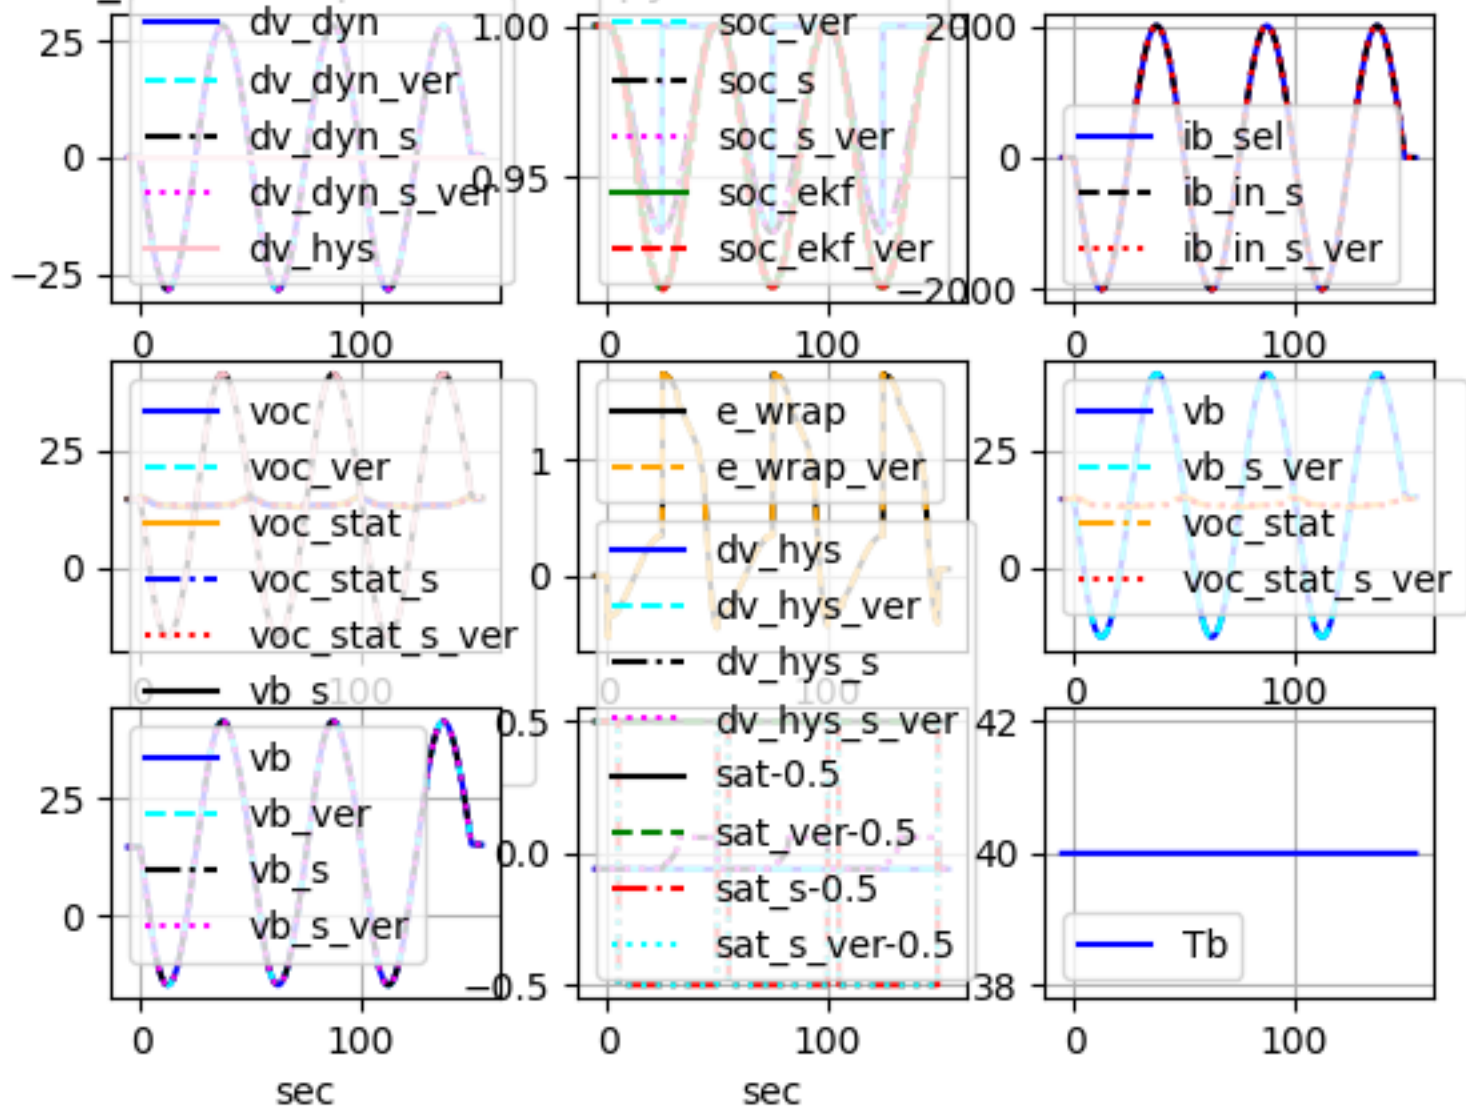 25
0
−25
dv_dyn
dv_dyn_ver
dv_dyn_s
dv_dyn_s_ver
dv_hys
0
100
1.00
0.95
soc_ver
soc_s
soc_s_ver
soc_ekf
soc_ekf_ver
0
100
2000
0
−2000
ib_sel
ib_in_s
ib_in_s_ver
0
100
25
0
voc
voc_ver
voc_stat
voc_stat_s
voc_stat_s_ver
vb_s
0
100
1
0
e_wrap
e_wrap_ver
dv_hys
dv_hys_ver
dv_hys_s
dv_hys_s_ver
0
100
25
0
vb
vb_s_ver
voc_stat
voc_stat_s_ver
0
100
25
0
vb
vb_ver
vb_s
vb_s_ver
0
100
sec
0.5
0.0
−0.5
sat-0.5
sat_ver-0.5
sat_s-0.5
sat_s_ver-0.5
0
100
sec
42
40
38
Tb
0
100